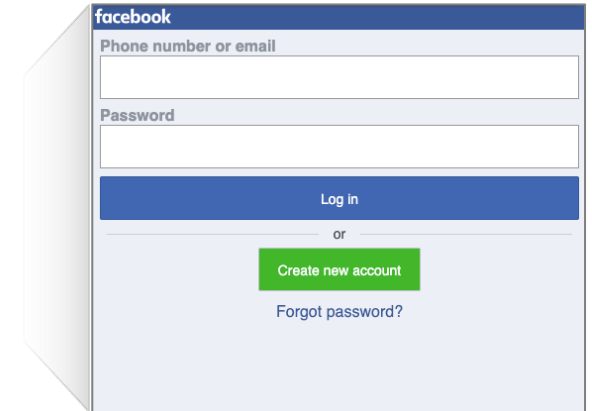 facebook
Phone number or email
Password
Log in
or
Create new account
Forgot password?